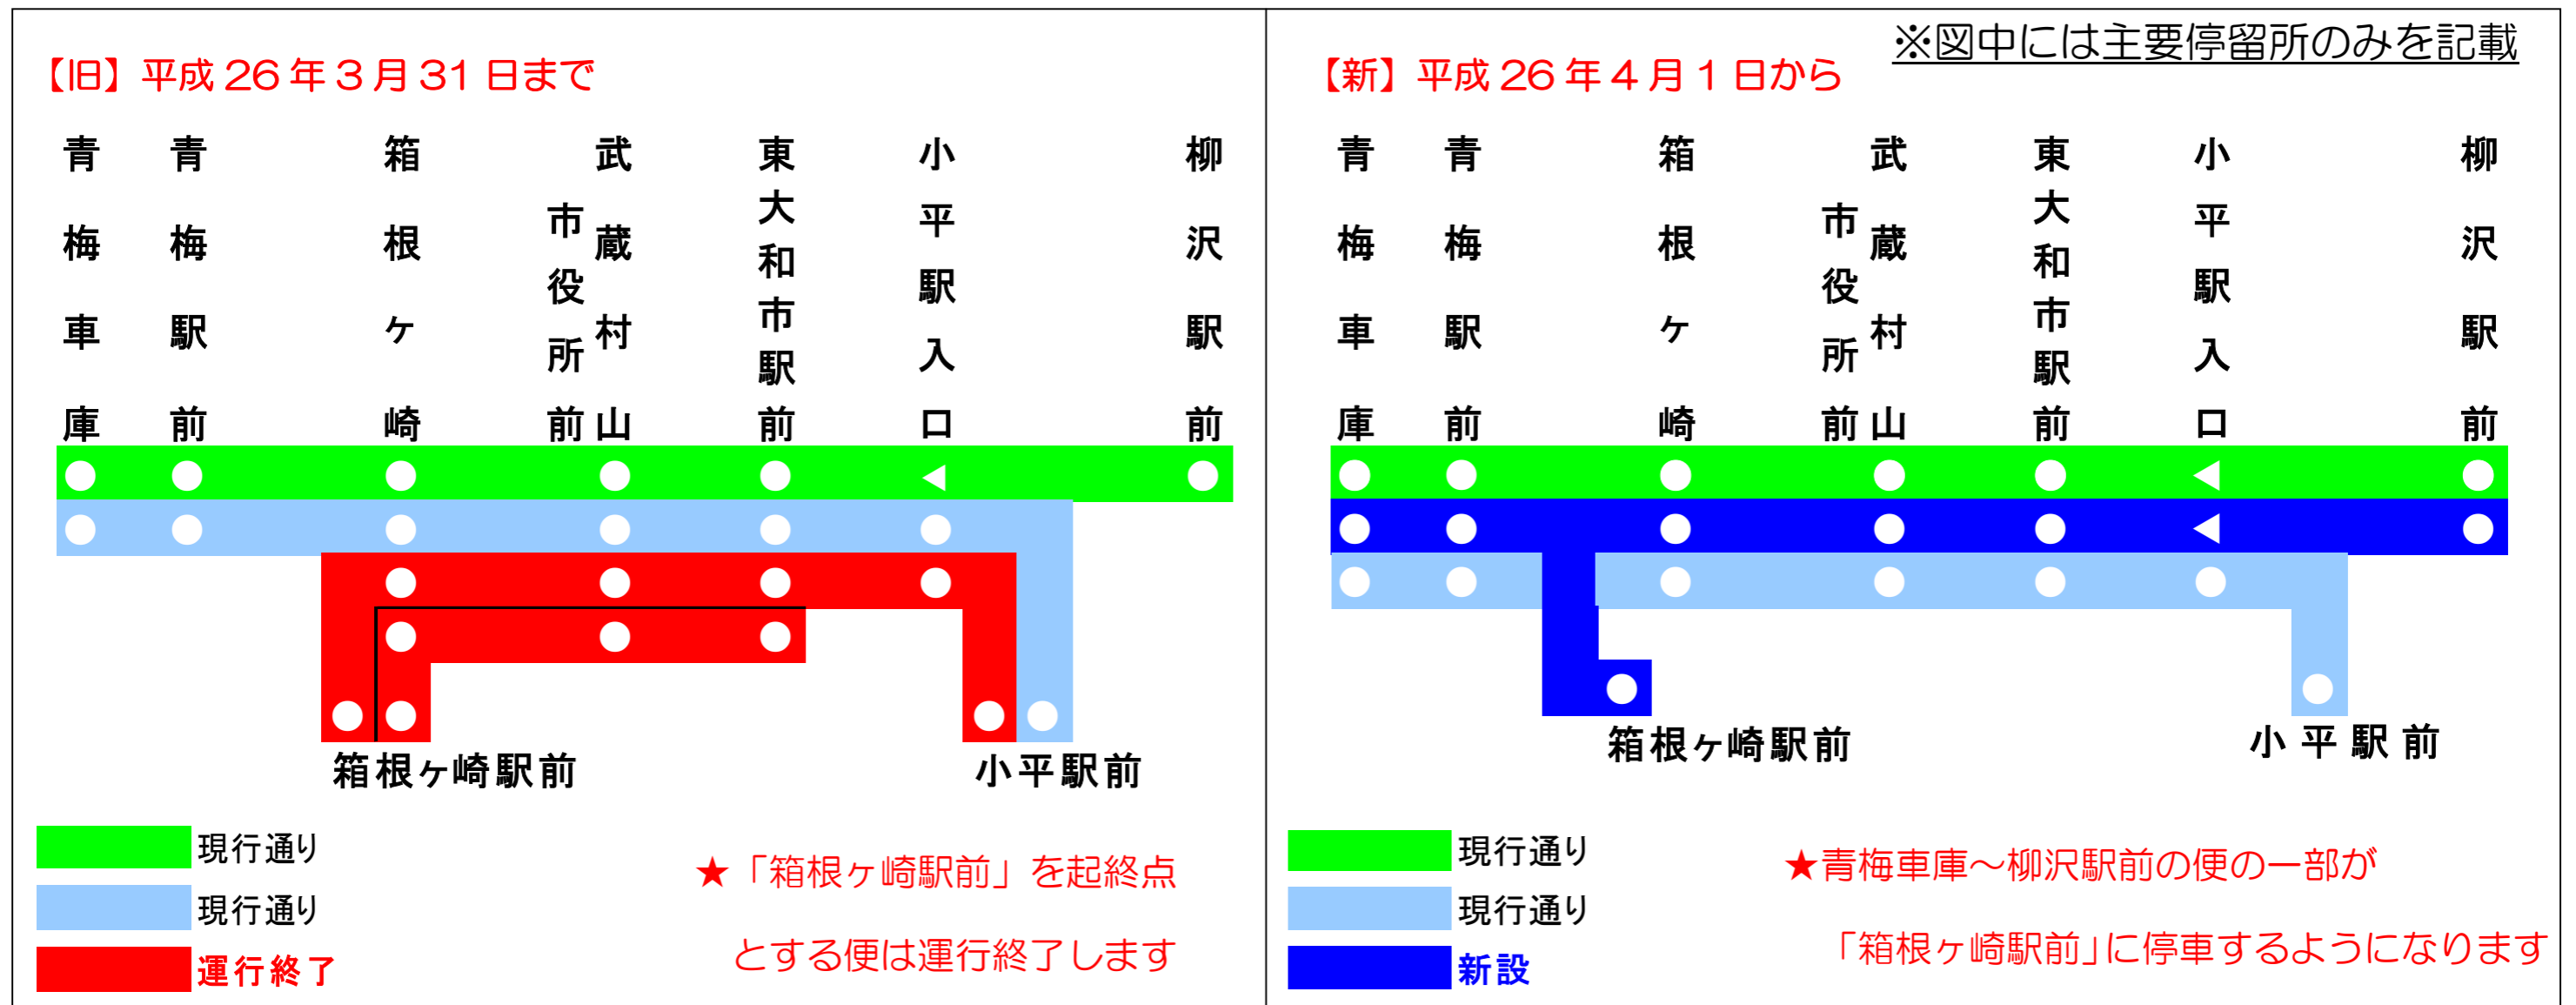 ※図中には主要停留所のみを記載
【旧】平成26年3月31日まで
青梅車庫
青梅駅前
箱根ヶ崎
武蔵村山
市役所前
東大和市駅前
小平駅入口
柳沢駅前
箱根ヶ崎駅前
小平駅前
現行通り
現行通り
運行終了
★「箱根ヶ崎駅前」を起終点
とする便は運行終了します
【新】平成26年4月1日から
青梅車庫
青梅駅前
箱根ヶ崎
武蔵村山
市役所前
東大和市駅前
小平駅入口
柳沢駅前
箱根ヶ崎駅前
小平駅前
現行通り
現行通り
新設
★青梅車庫～柳沢駅前の便の一部が
「箱根ヶ崎駅前」に停車するようになります